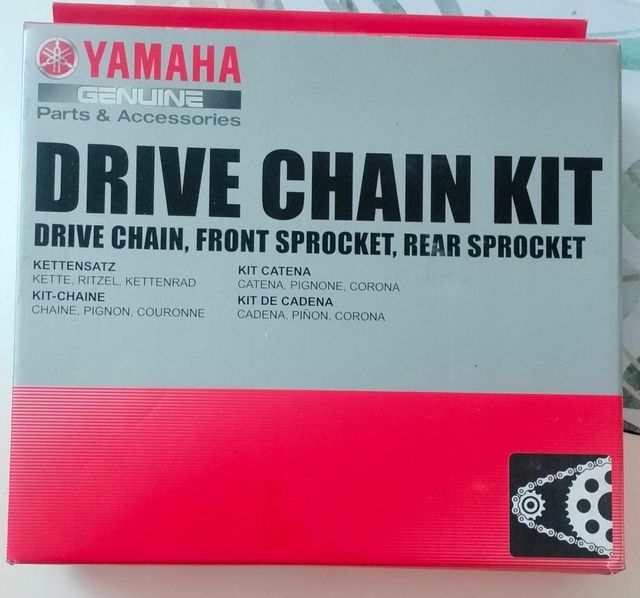 YAMAHA
GENUINE
Parts & Accessories
DRIVE CHAIN KIT
DRIVE CHAIN, FRONT SPROCKET, REAR SPROCKET
KETTENSATZ
KETTE, RITZEL, KETTENRAD
KIT-CHAINE
CHAINE, PIGNON, COURONNE
KIT CATENA
CATENA, PIGNONE, CORONA
KIT DE CADENA
CADENA, PIÑON, CORONA